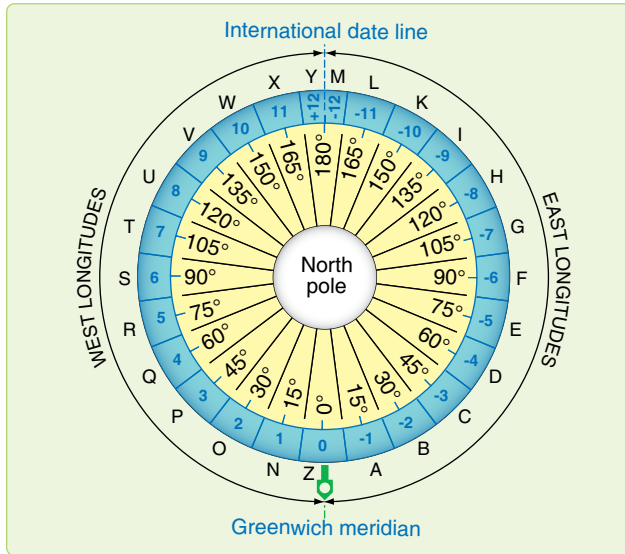 International date line
Y M
X L
W K
V I
U H
T G
S F
R E
Q D
P C
O B
N A
Z
WEST LONGITUDES
EAST LONGITUDES
+12 -12
11 -11
10 -10
9 -9
8 -8
7 -7
6 -6
5 -5
4 -4
3 -3
2 -2
1 -1
0
180°
165° 165°
150° 150°
135° 135°
120° 120°
105° 105°
90° 90°
75° 75°
60° 60°
45° 45°
30° 30°
15° 15°
0°
North
pole
Greenwich meridian